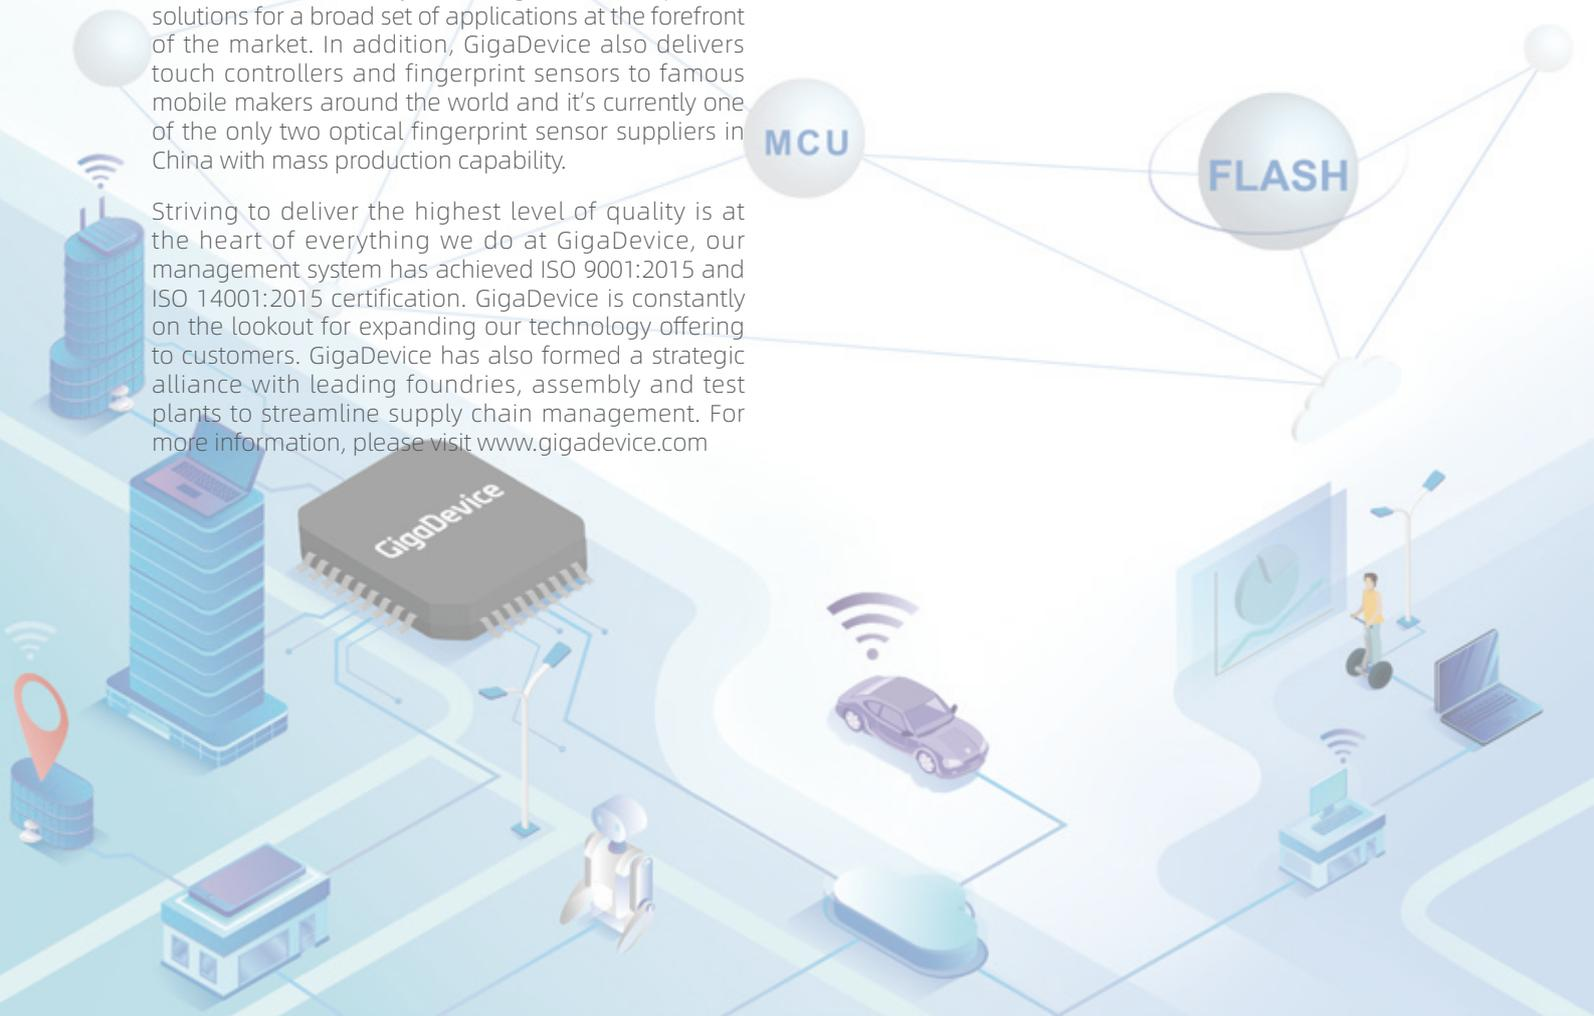 solutions for a broad set of applications at the forefront
of the market. In addition, GigaDevice also delivers
touch controllers and fingerprint sensors to famous
mobile makers around the world and it's currently one
of the only two optical fingerprint sensor suppliers in
China with mass production capability.
Striving to deliver the highest level of quality is at
the heart of everything we do at GigaDevice, our
management system has achieved ISO 9001:2015 and
ISO 14001:2015 certification. GigaDevice is constantly
on the lookout for expanding our technology offering
to customers. GigaDevice has also formed a strategic
alliance with leading foundries, assembly and test
plants to streamline supply chain management. For
more information, please visit www.gigadevice.com
MCU
FLASH
GigaDevice